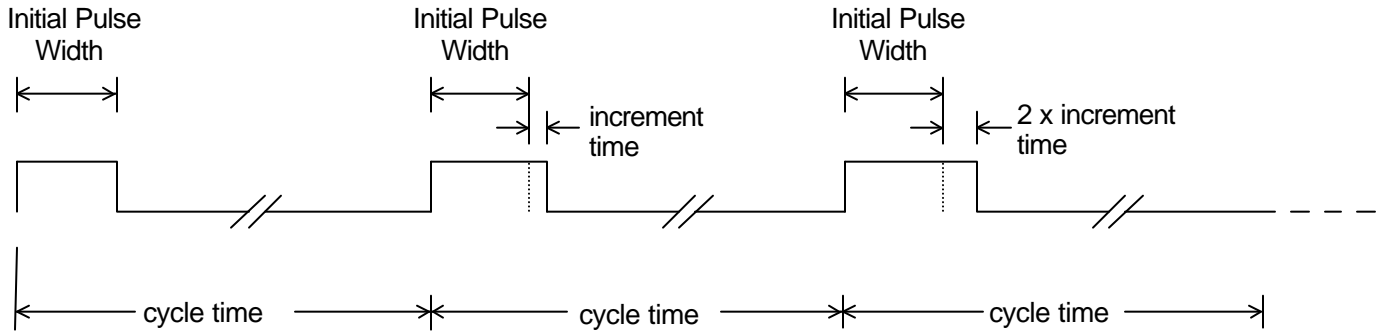 Initial Pulse
Width
Initial Pulse
Width
Initial Pulse
Width
increment
time
2 x increment
time
cycle time
cycle time
cycle time